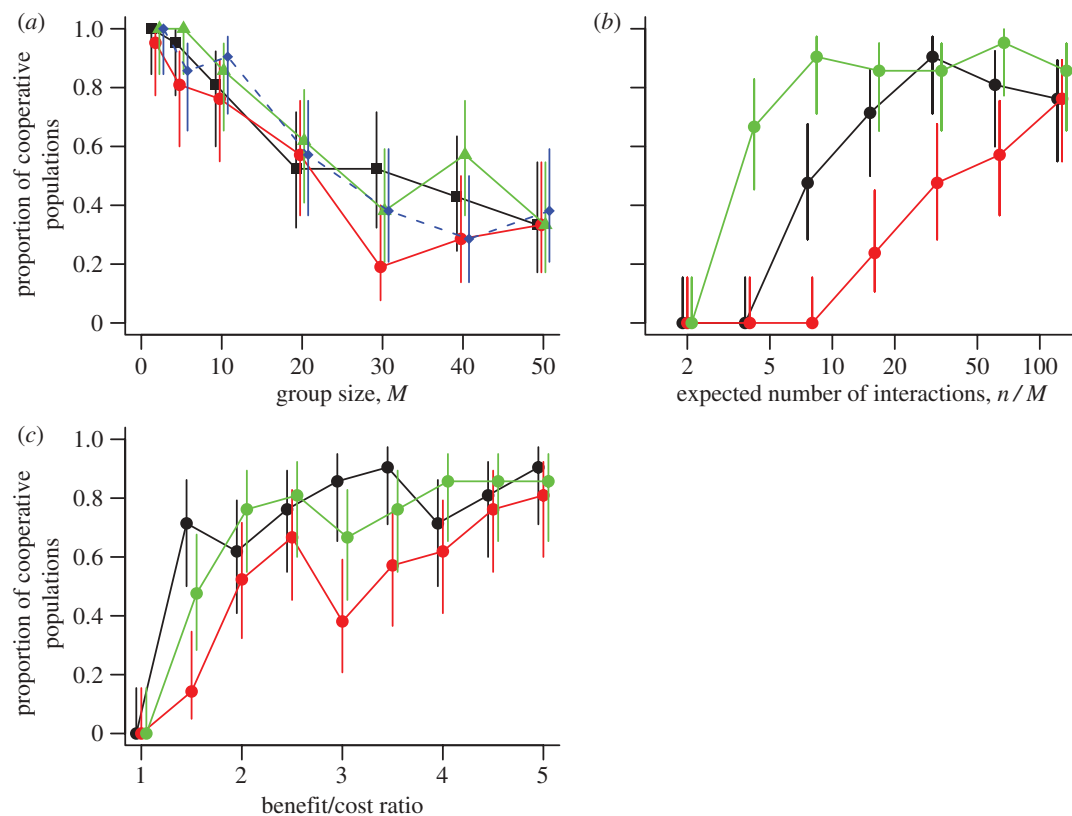 (a)
proportion of cooperative
populations
1.0
0.8
0.6
0.4
0.2
0
0 10 20 30 40 50
group size, M
(b)
2 5 10 20 50 100
expected number of interactions, n / M
(c)
proportion of cooperative
populations
1.0
0.8
0.6
0.4
0.2
0
1 2 3 4 5
benefit/cost ratio